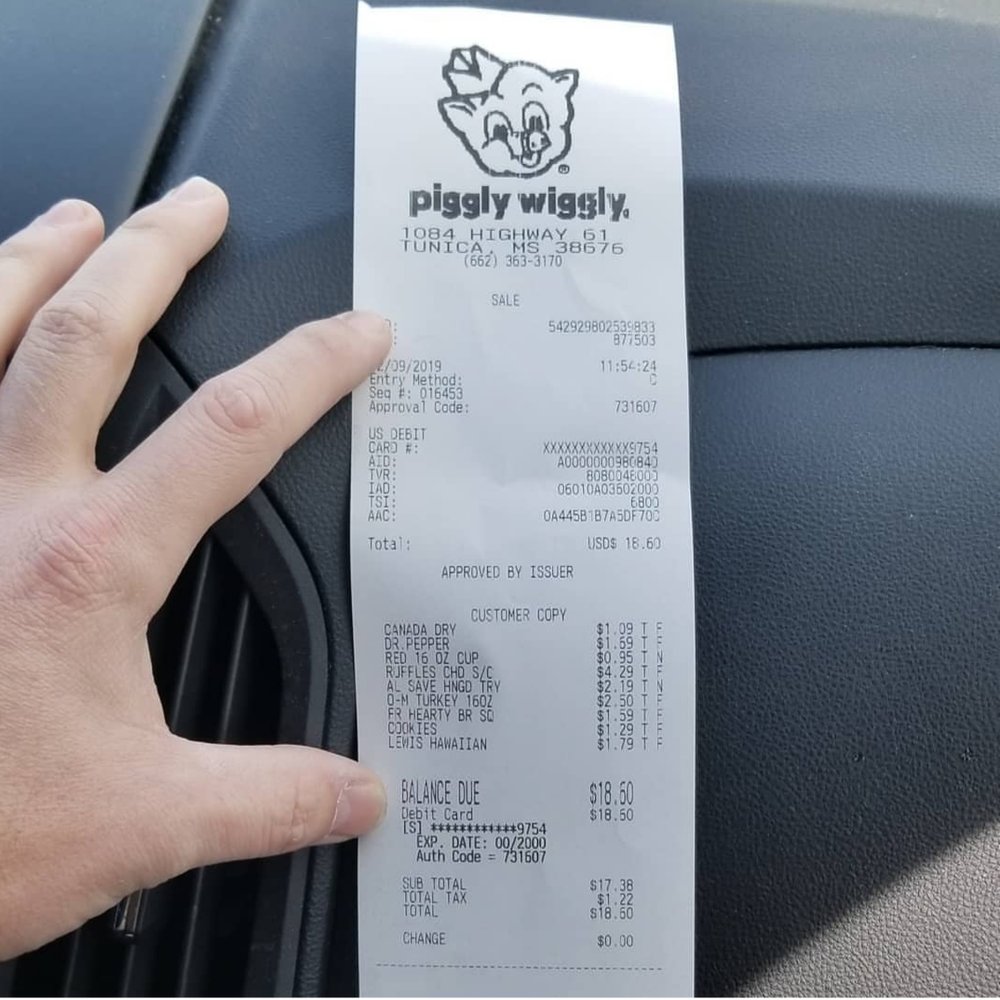 piggly wiggly.
1084 HIGHWAY 61
TUNICA, MS 38676
(662) 363-3170
SALE
: 542929802539833
: 877503
/09/2019 11:54:24
Entry Method: C
Seq #: 016453
Approval Code: 731607
US DEBIT
CARD #: XXXXXXXXXXXX9754
AID: A0000000980840
TVR: 8080048000
IAD: 06010A03602000
TSI: 6800
AAC: 0A445B1B7A5DF70C
Total: USD$ 18.60
APPROVED BY ISSUER
CUSTOMER COPY
CANADA DRY $1.09 T F
DR.PEPPER $1.69 T F
RED 16 OZ CUP $0.95 T N
RUFFLES CHD S/C $4.29 T F
AL SAVE HNGD TRY $2.19 T N
O-M TURKEY 16OZ $2.50 T F
FR HEARTY BR SQ $1.59 T F
COOKIES $1.29 T F
LEWIS HAWAIIAN $1.79 T F
BALANCE DUE $18.60
Debit Card $18.60
[S] ************9754
EXP. DATE: 00/2000
Auth Code = 731607
SUB TOTAL $17.38
TOTAL TAX $1.22
TOTAL $18.60
CHANGE $0.00